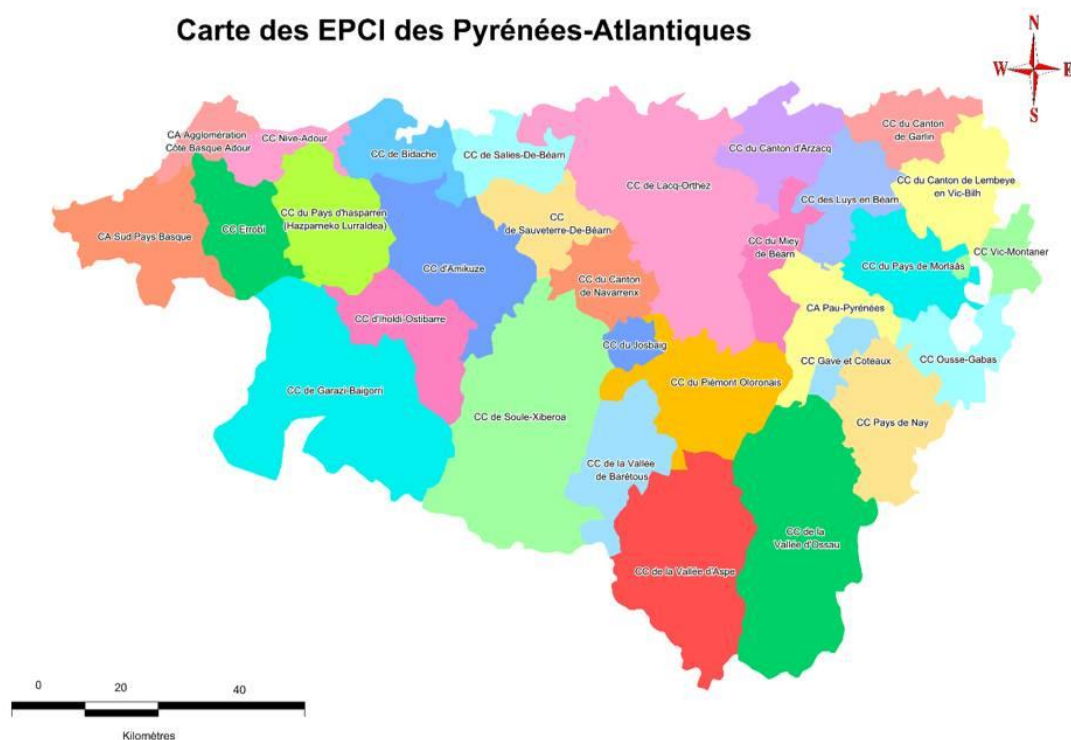 Carte des EPCI des Pyrénées-Atlantiques
N
W
E
S
CA Agglomération
Côte Basque Adour
CC Nive-Adour
CC de Bidache
CC de Salies-De-Béarn
CC du Canton d'Arzacq
CC du Canton
de Garlin
CC de Lacq-Orthez
CC du Canton de Lembeye
en Vic-Bilh
CC des Luys en Béarn
CC du Pays d'hasparren
(Hazparneko Lurraldea)
CC
de Sauveterre-De-Béarn
CC Errobi
CA Sud Pays Basque
CC du Miey
de Béarn
CC Vic-Montaner
CC d'Amikuze
CC du Pays de Morlaàs
CC du Canton
de Navarrenx
CA Pau-Pyrénées
CC d'Iholdi-Ostibarre
CC du Josbaig
CC Gave et Coteaux
CC Ousse-Gabas
CC du Piémont Oloronais
CC de Garazi-Baigorri
CC de Soule-Xiberoa
CC Pays de Nay
CC de la Vallée
de Barétous
CC de la
Vallée d'Ossau
CC de la Vallée d'Aspe
0 20 40
Kilomètres